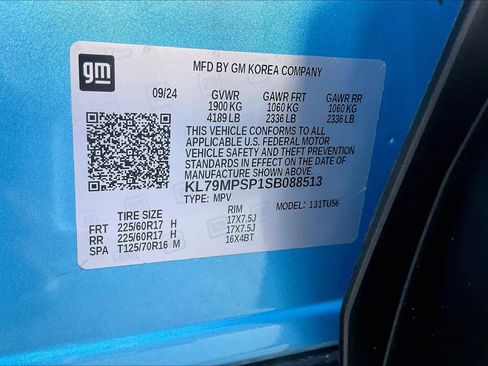 gm
MFD BY GM KOREA COMPANY
09/24 GVWR GAWR FRT GAWR RR
1900 KG 1060 KG 1060 KG
4189 LB 2336 LB 2336 LB
THIS VEHICLE CONFORMS TO ALL
APPLICABLE U.S. FEDERAL MOTOR
VEHICLE SAFETY AND THEFT PREVENTION
STANDARDS IN EFFECT ON THE DATE OF
MANUFACTURE SHOWN ABOVE.
KL79MPSP1SB088513
TYPE: MPV MODEL: 131TU56
TIRE SIZE RIM
FRT 225/60R17 H 17X7.5J
RR 225/60R17 H 17X7.5J
SPA T125/70R16 M 16X4BT